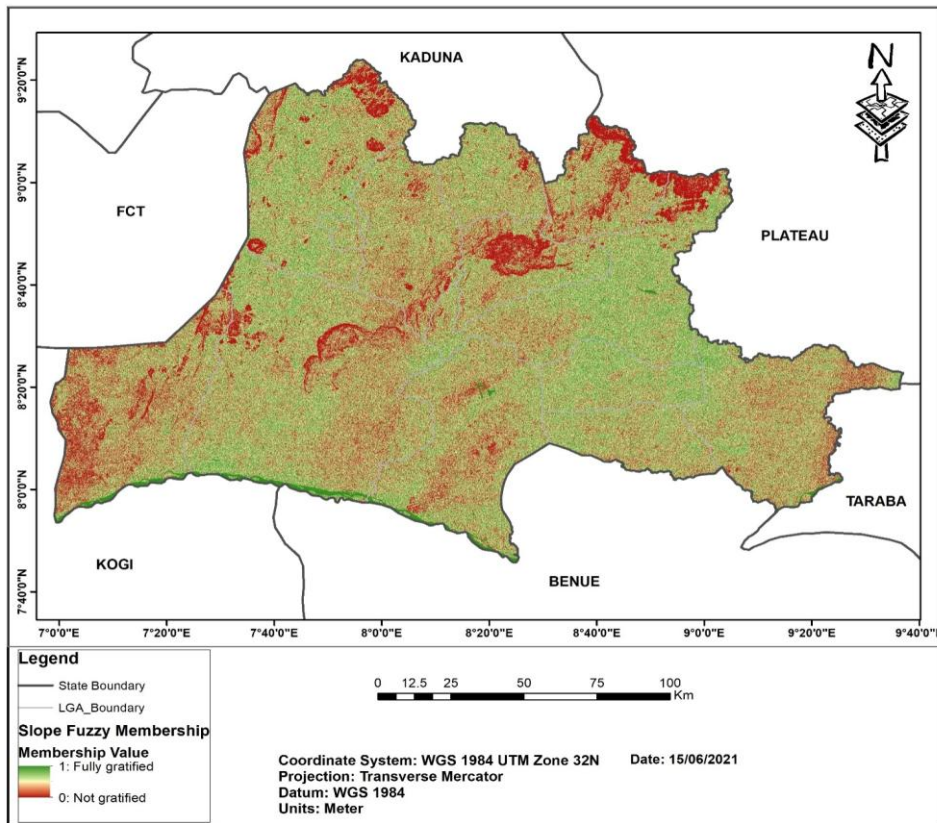 KADUNA
N
FCT
PLATEAU
TARABA
KOGI
BENUE
9°20'0"N
9°0'0"N
8°40'0"N
8°20'0"N
8°0'0"N
7°40'0"N
7°0'0"E 7°20'0"E 7°40'0"E 8°0'0"E 8°20'0"E 8°40'0"E 9°0'0"E 9°20'0"E 9°40'0"E
Legend
State Boundary
LGA_Boundary
Slope Fuzzy Membership
Membership Value
1: Fully gratified
0: Not gratified
0 12.5 25 50 75 100
Km
Coordinate System: WGS 1984 UTM Zone 32N Date: 15/06/2021
Projection: Transverse Mercator
Datum: WGS 1984
Units: Meter